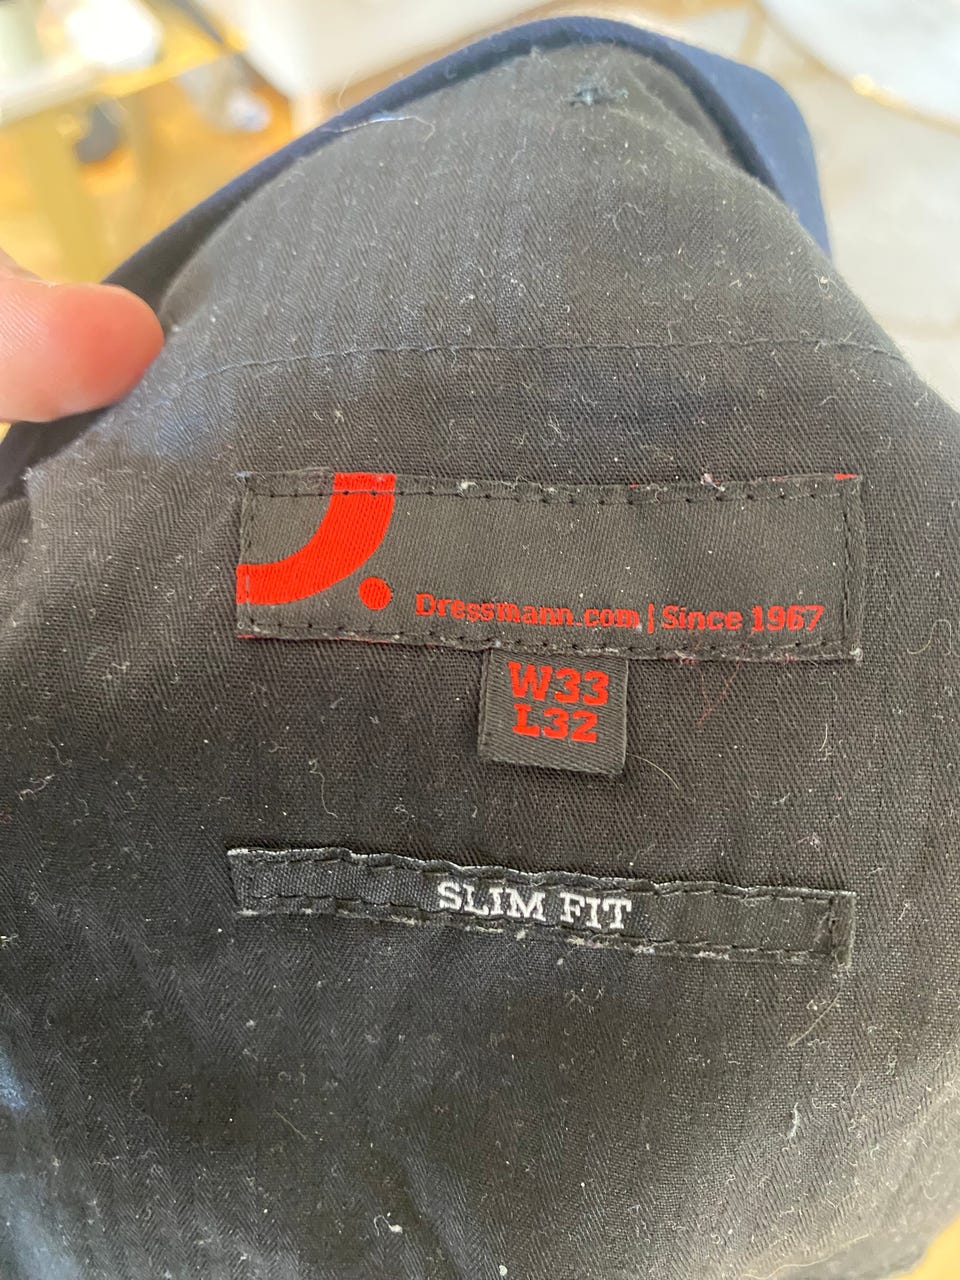 Dressmann.com | Since 1967
W33
L32
SLIM FIT